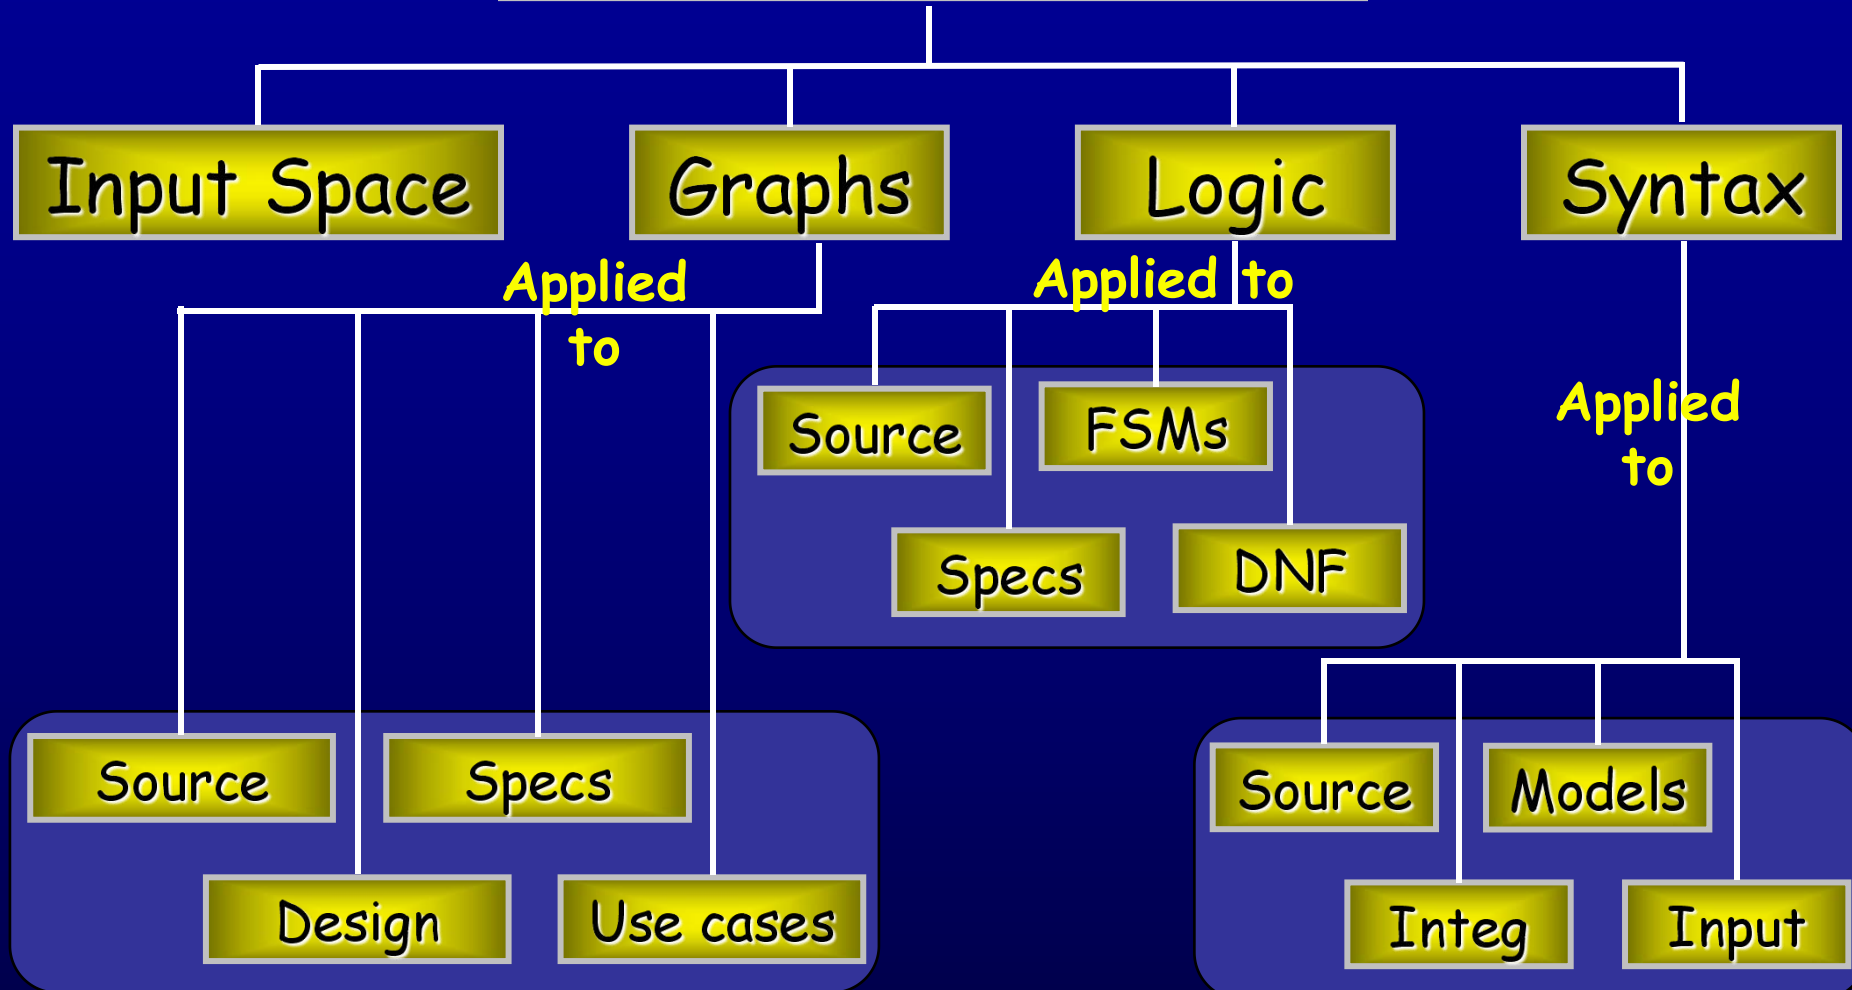 Input Space
Graphs
Logic
Syntax
Applied
to
Applied to
Applied
to
Source
FSMs
Specs
DNF
Source
Specs
Design
Use cases
Source
Models
Integ
Input